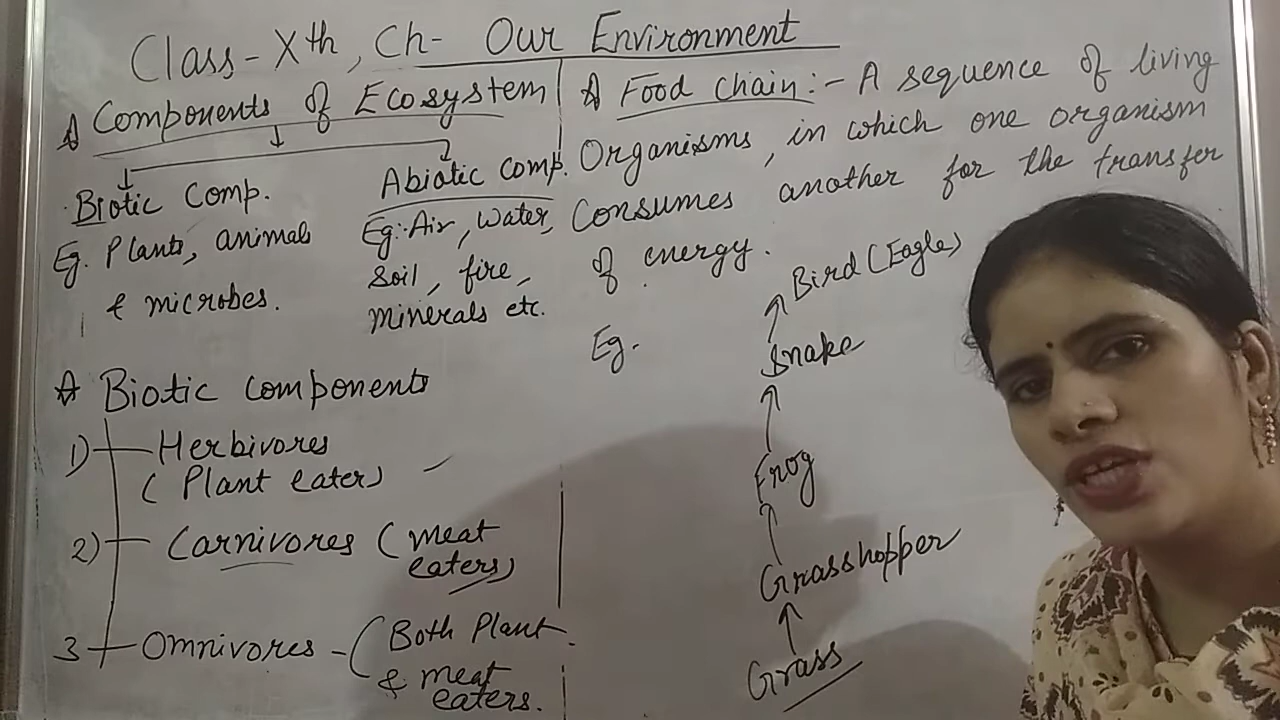 Class - Xth, Ch- Our Environment
Components of Ecosystem
Biotic Comp.
Eg. Plants, animals
& microbes.
Abiotic comp.
Eg:- Air, water,
soil, fire,
minerals etc.
Biotic components
1) Herbivores
(Plant eater)
2) Carnivores (meat
eaters)
3 Omnivores - (Both Plant
& meat
eaters.
Food Chain :- A sequence of living
Organisms, in which one organism
Consumes another for the transfer
of energy.
Eg.
Bird (Eagle)
Snake
Frog
Grasshopper
Grass